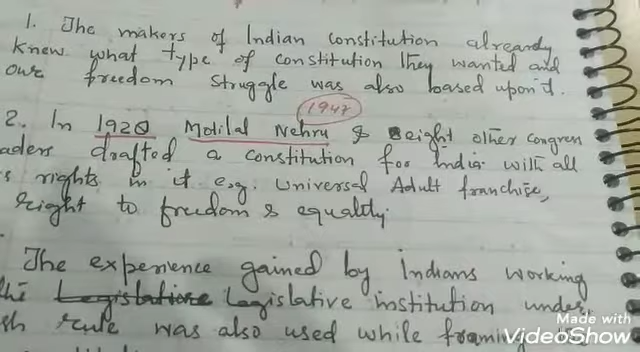 1. The makers of Indian constitution already
knew what type of constitution they wanted and
our freedom struggle was also based upon it.
1947
2. In 1920 Motilal Nehru & eight other congren
aders drafted a constitution for India with all
s rights in it e.g. Universal Adult franchise,
right to freedom & equality.
The experience gained by Indians working
the Legislative Legislative institution under
sh rule was also used while framing
Made with
VideoShow